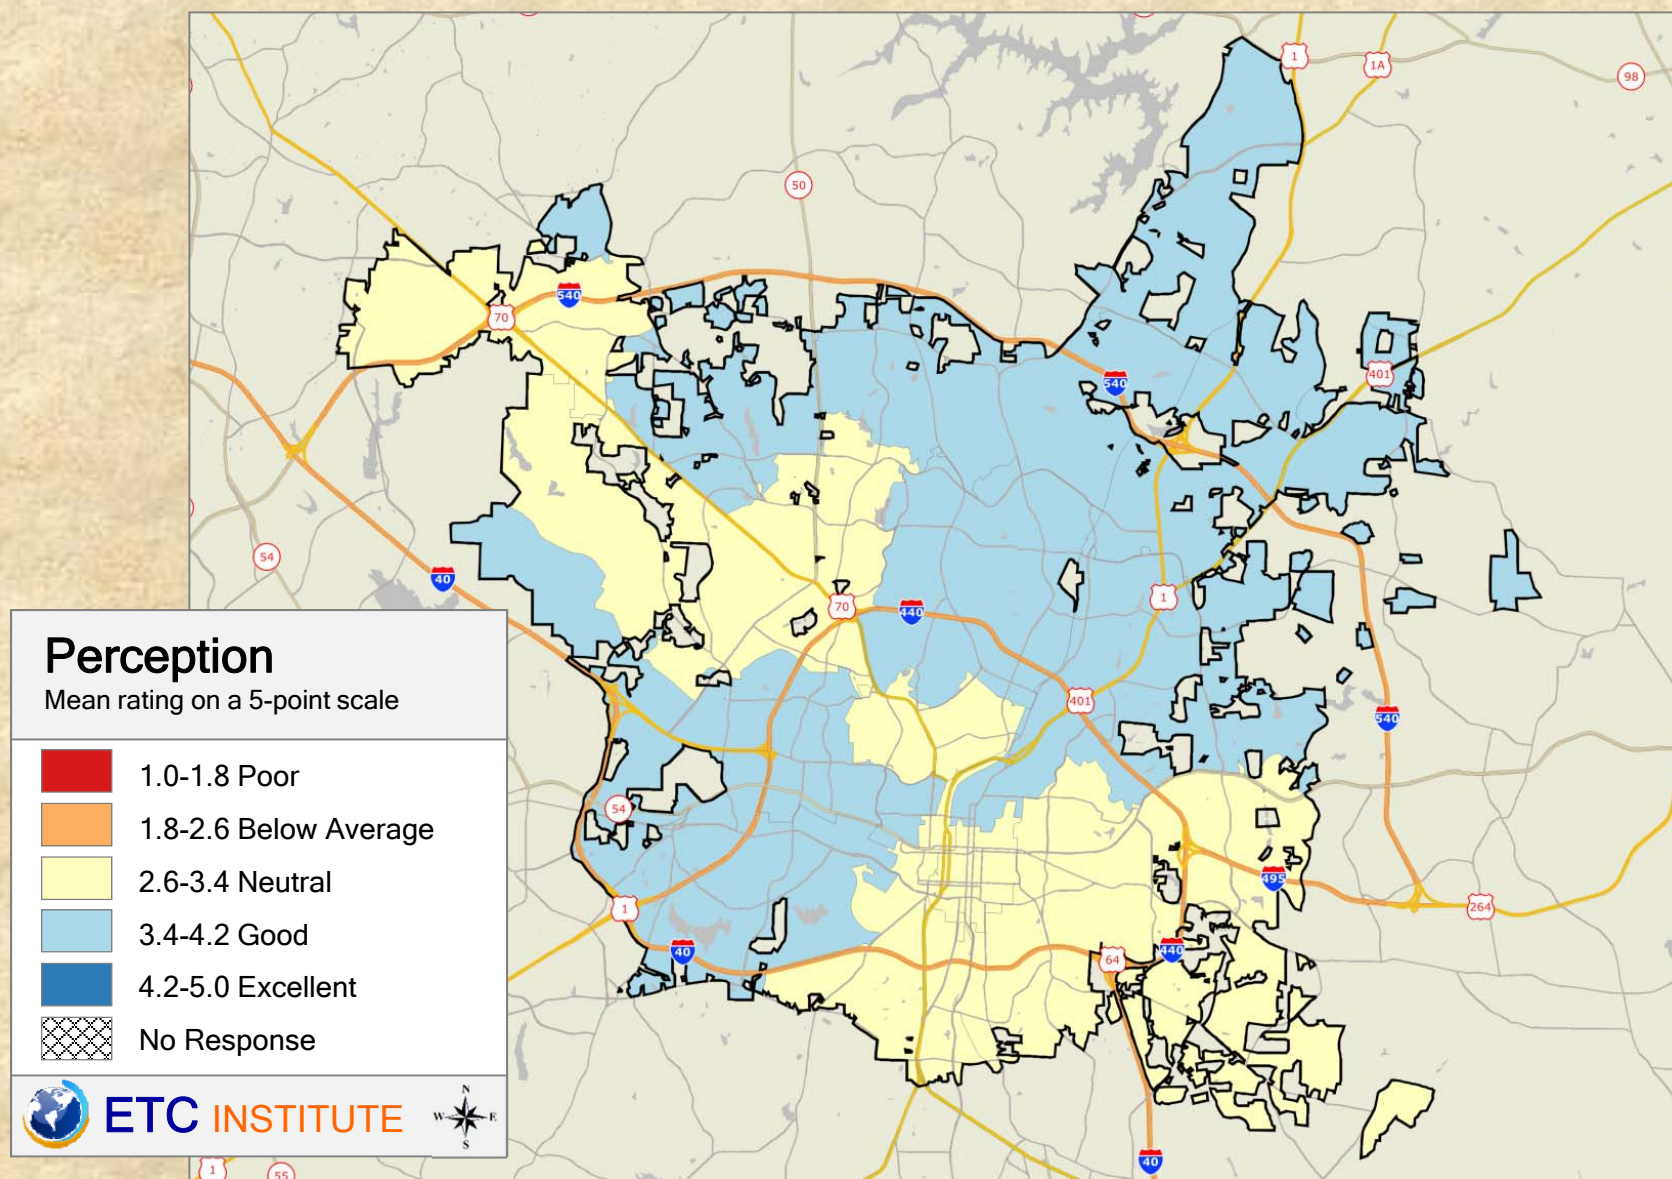 1
1A
98
50
540
70
401
540
54
40
70
440
1
Perception
Mean rating on a 5-point scale
401
540
1.0-1.8 Poor
54
1.8-2.6 Below Average
2.6-3.4 Neutral
495
1
264
3.4-4.2 Good
40
440
64
4.2-5.0 Excellent
No Response
ETC INSTITUTE
N
W E
S
40
1
55